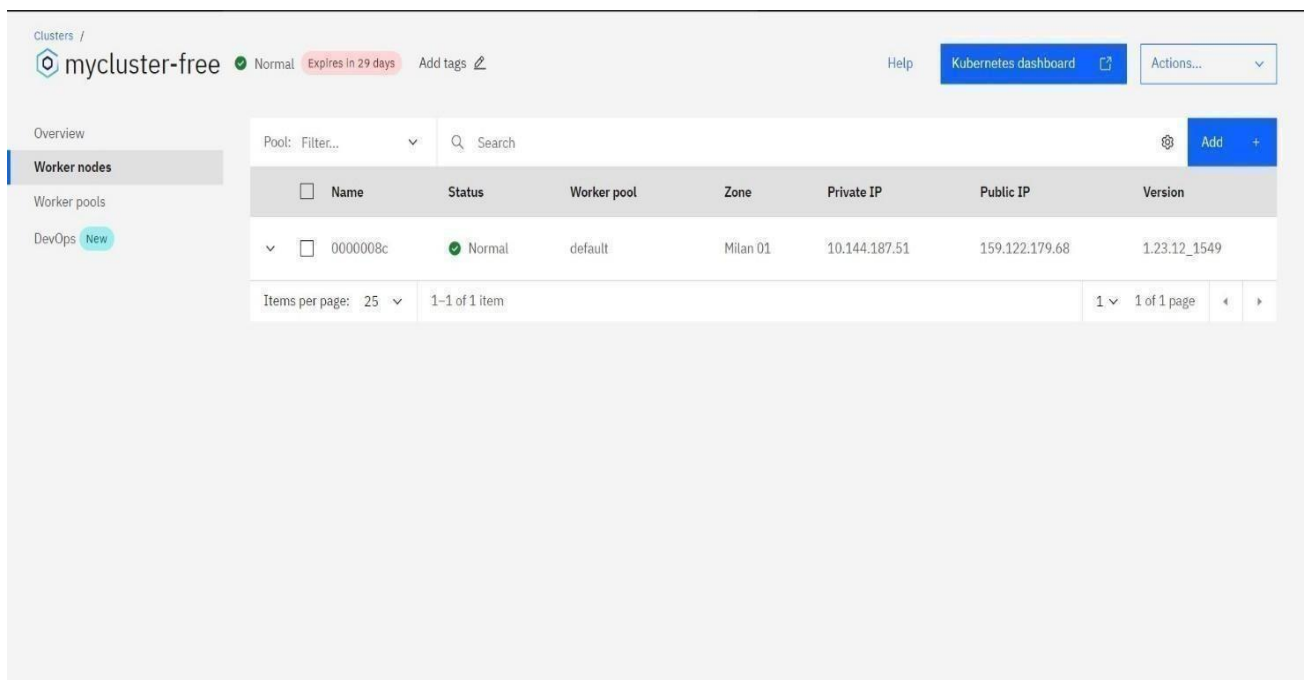 Clusters /
mycluster-free Normal Expires in 29 days Add tags Help Kubernetes dashboard Actions...
Overview
Worker nodes
Worker pools
DevOps New
Pool: Filter... Search Add +
Name Status Worker pool Zone Private IP Public IP Version
0000008c Normal default Milan 01 10.144.187.51 159.122.179.68 1.23.12_1549
Items per page: 25 1–1 of 1 item 1 1 of 1 page